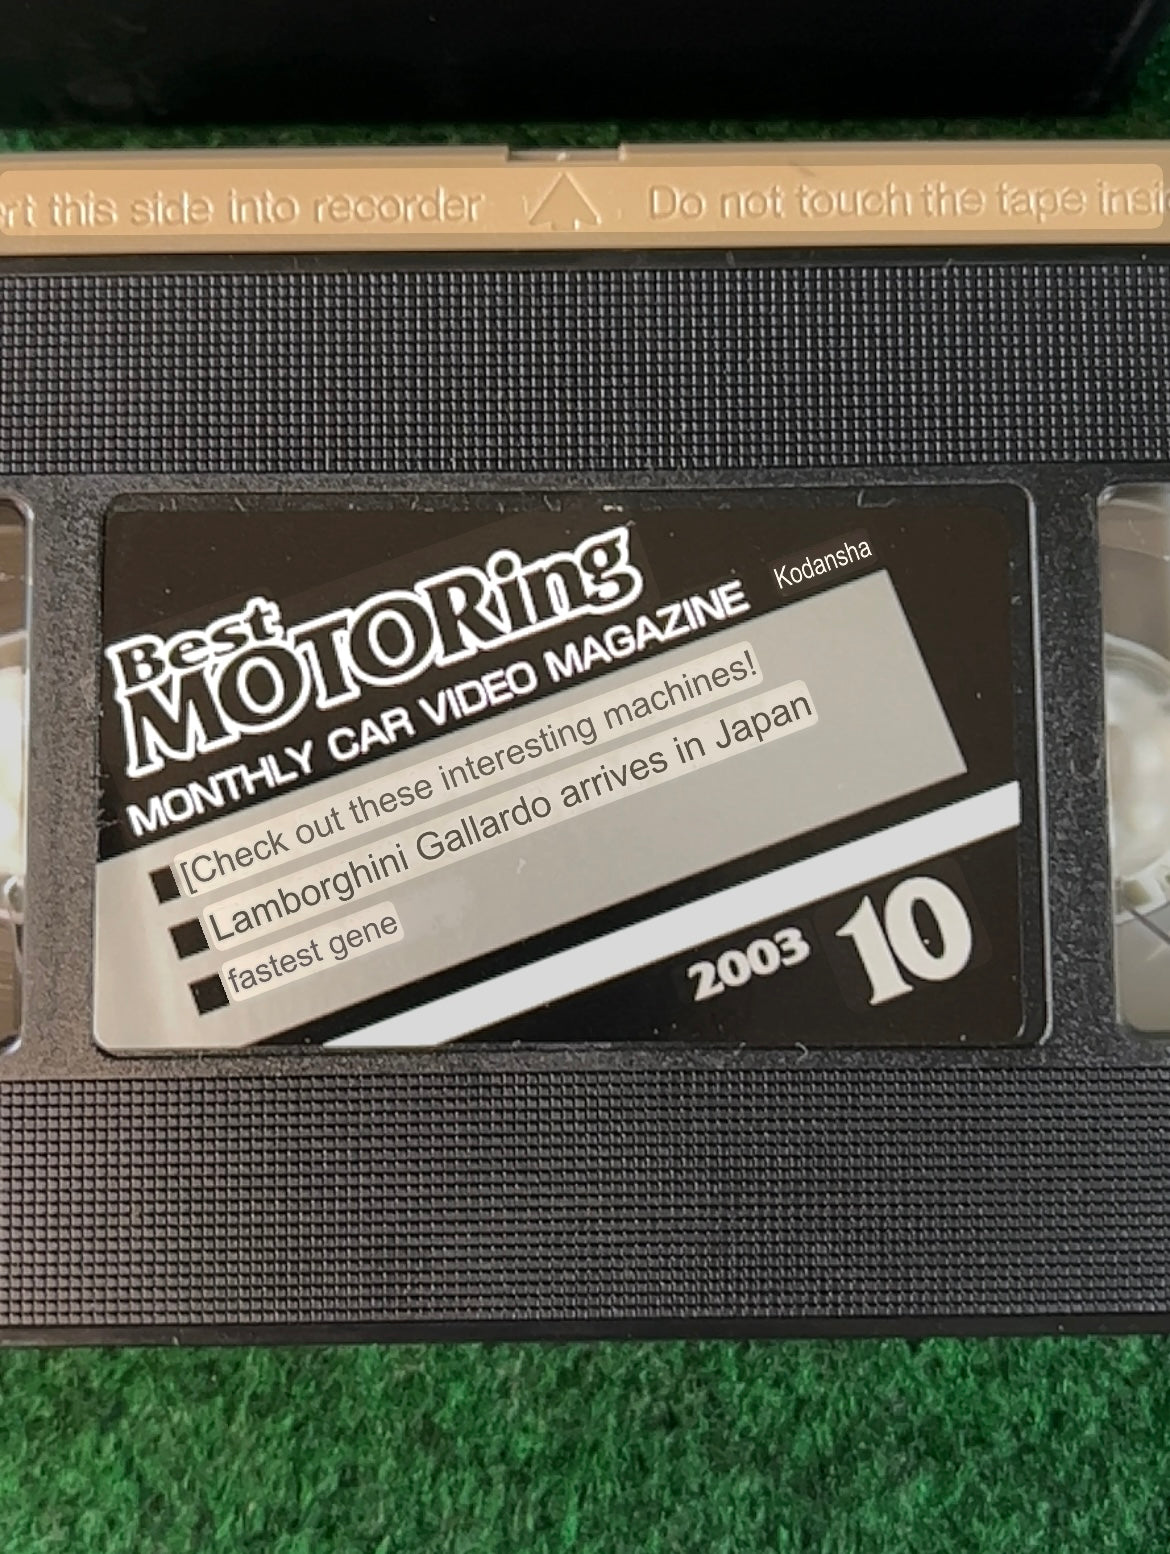 rt this side into recorder
Do not touch the tape insi
Best
MOTORing
MONTHLY CAR VIDEO MAGAZINE
Kodansha
[Check out these interesting machines!
Lamborghini Gallardo arrives in Japan
fastest gene
2003 10